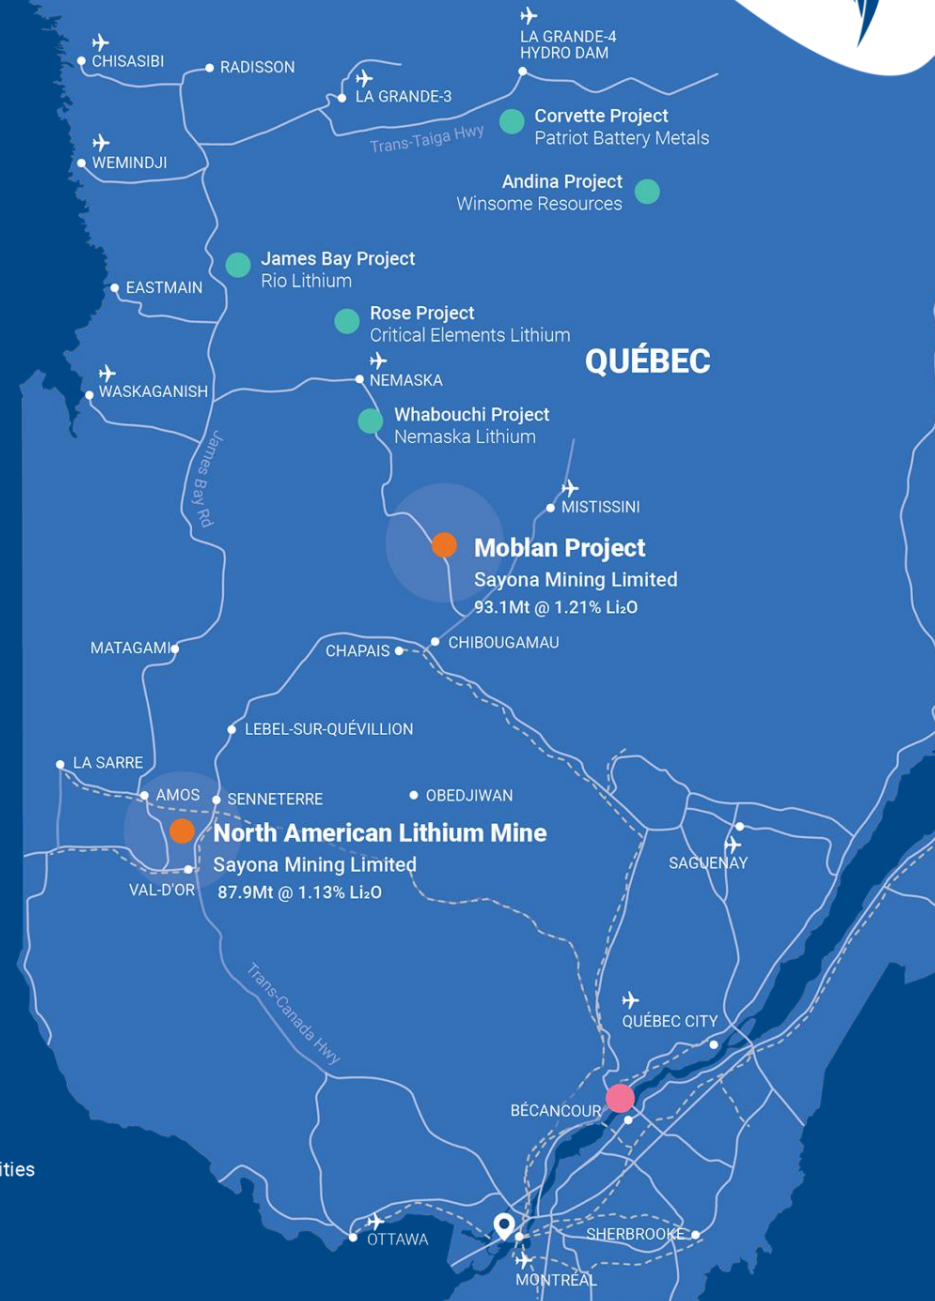 LA GRANDE-4
HYDRO DAM
CHISASIBI
RADISSON
LA GRANDE-3
Corvette Project
Patriot Battery Metals
Trans-Taiga Hwy
WEMINDJI
Andina Project
Winsome Resources
James Bay Project
Rio Lithium
EASTMAIN
Rose Project
Critical Elements Lithium
QUÉBEC
NEMASKA
WASKAGANISH
Whabouchi Project
Nemaska Lithium
James Bay Rd
MISTISSINI
Moblan Project
Sayona Mining Limited
93.1Mt @ 1.21% Li₂O
MATAGAMI
CHAPAIS
CHIBOUGAMAU
LEBEL-SUR-QUÉVILLION
LA SARRE
AMOS
SENNETERRE
OBEDJIWAN
North American Lithium Mine
Sayona Mining Limited
87.9Mt @ 1.13% Li₂O
VAL-D'OR
SAGUENAY
Trans-Canada Hwy
QUÉBEC CITY
BÉCANCOUR
ities
OTTAWA
SHERBROOKE
MONTRÉAL